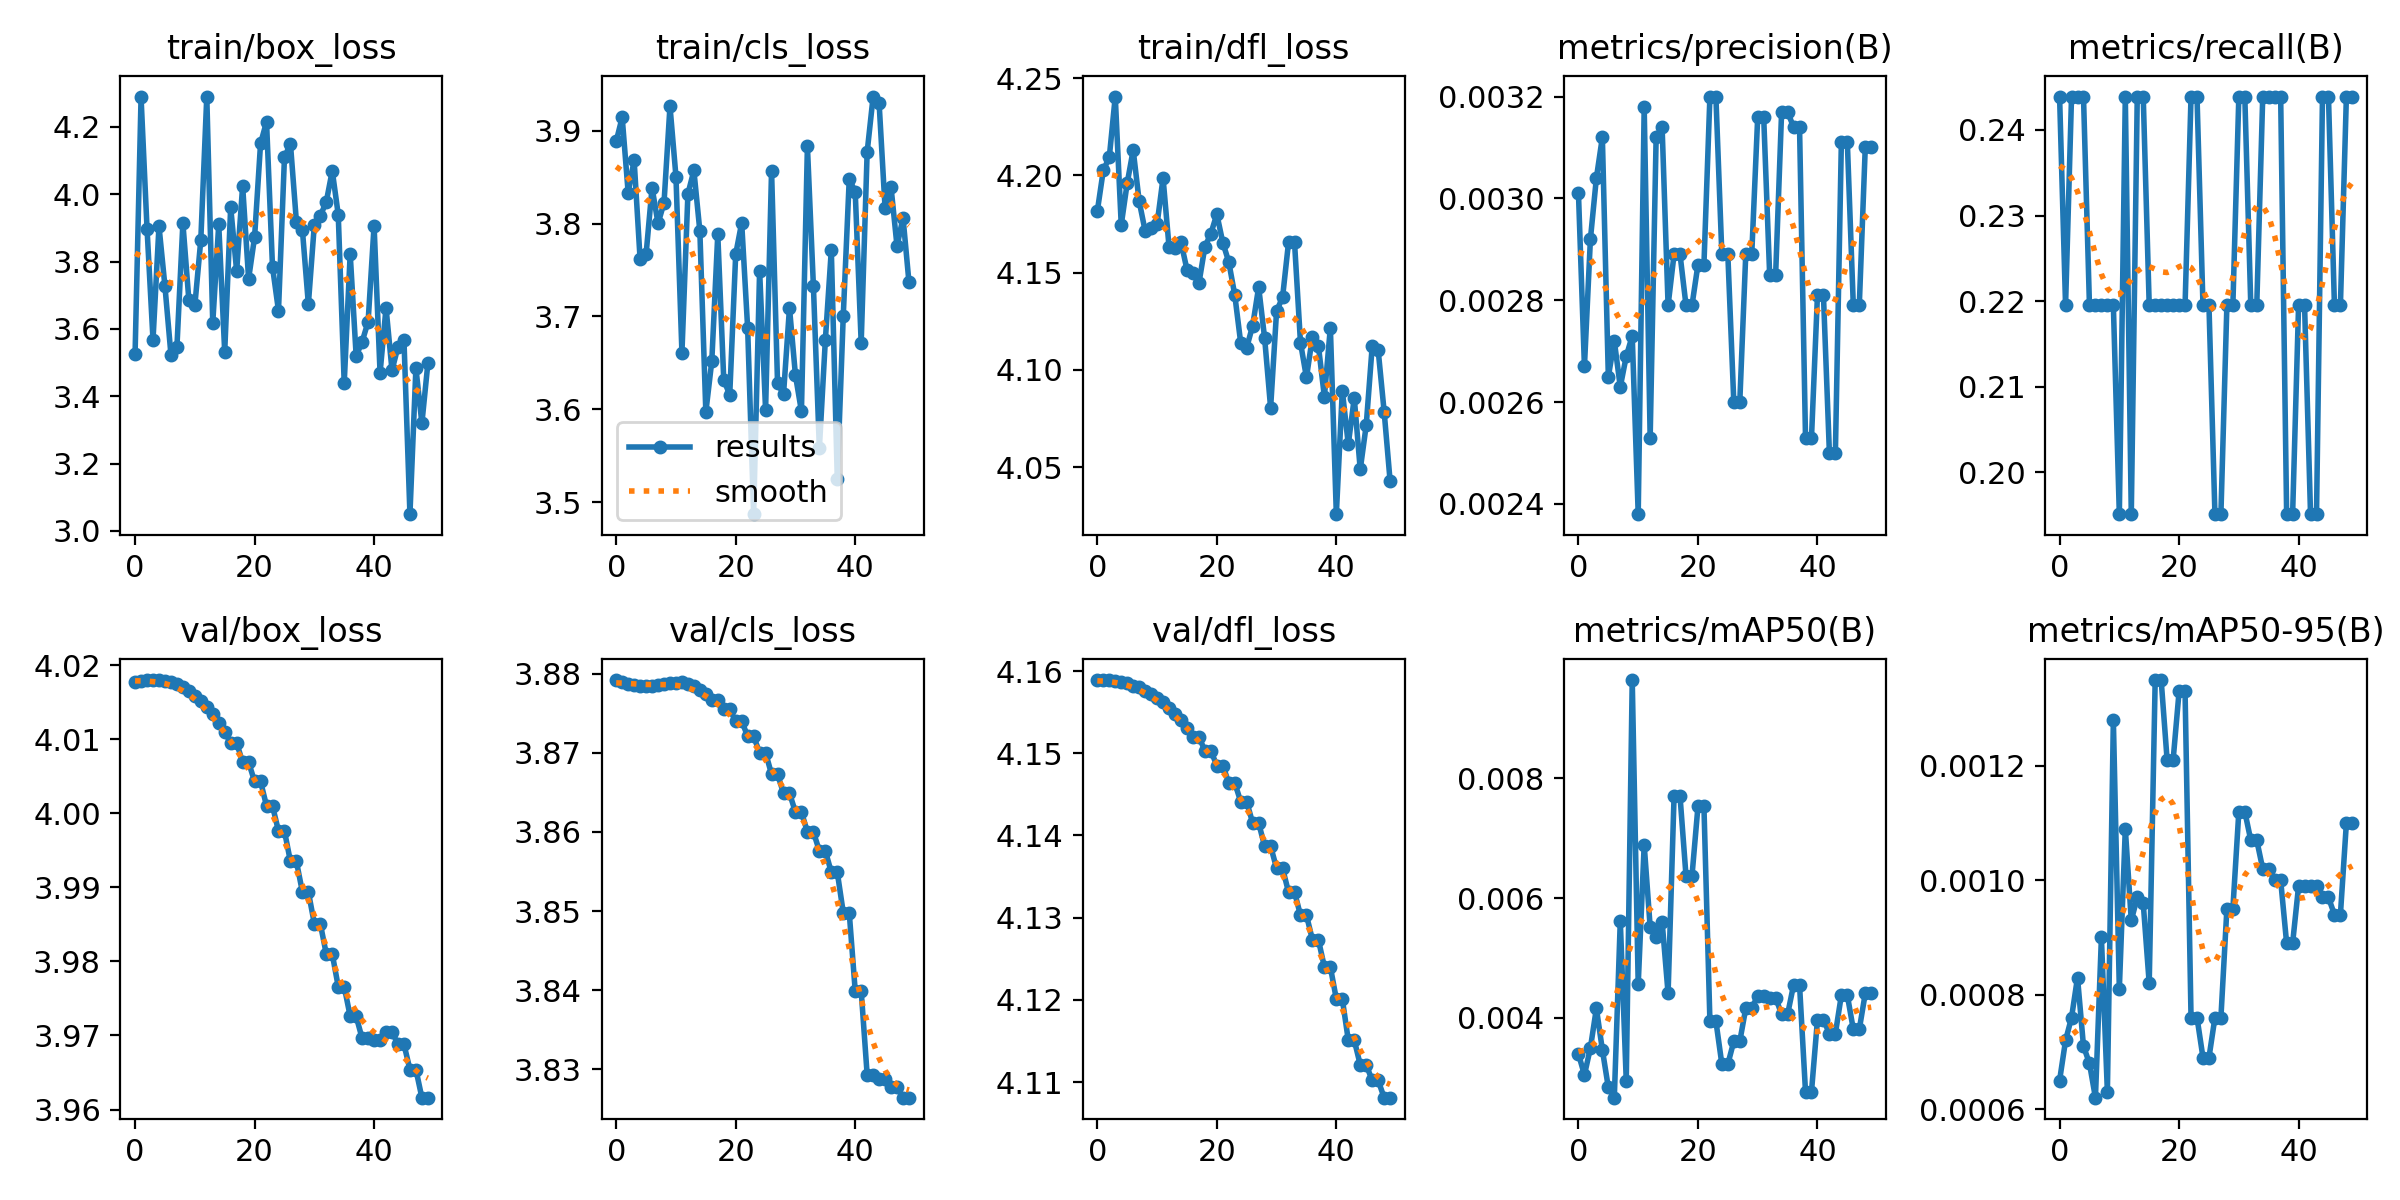 train/box_loss
4.2
4.0
3.8
3.6
3.4
3.2
3.0
0 20 40
train/cls_loss
3.9
3.8
3.7
3.6
3.5
results
smooth
0 20 40
train/dfl_loss
4.25
4.20
4.15
4.10
4.05
0 20 40
metrics/precision(B)
0.0032
0.0030
0.0028
0.0026
0.0024
0 20 40
metrics/recall(B)
0.24
0.23
0.22
0.21
0.20
0 20 40
val/box_loss
4.02
4.01
4.00
3.99
3.98
3.97
3.96
0 20 40
val/cls_loss
3.88
3.87
3.86
3.85
3.84
3.83
0 20 40
val/dfl_loss
4.16
4.15
4.14
4.13
4.12
4.11
0 20 40
metrics/mAP50(B)
0.008
0.006
0.004
0 20 40
metrics/mAP50-95(B)
0.0012
0.0010
0.0008
0.0006
0 20 40